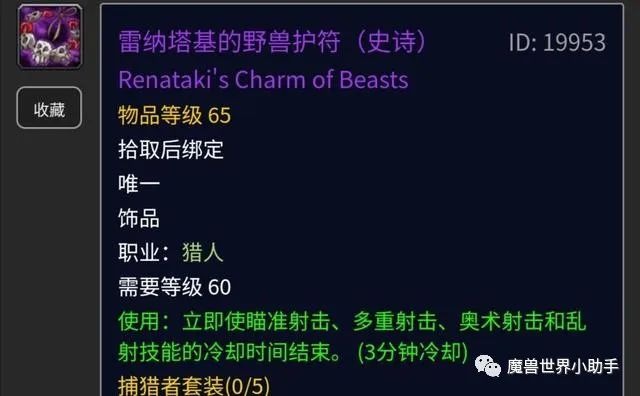 雷纳塔基的野兽护符（史诗） ID: 19953
Renataki's Charm of Beasts
物品等级 65
收藏
拾取后绑定
唯一
饰品
职业：猎人
需要等级 60
使用：立即使瞄准射击、多重射击、奥术射击和乱
射技能的冷却时间结束。 (3分钟冷却)
魔兽世界小助手
捕猎者套装(0/5)